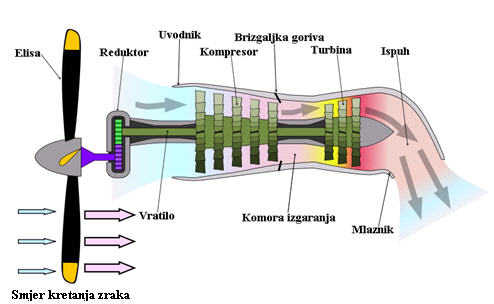 Uvodnik
Brizgaljka goriva
Elisa
Reduktor
Kompresor
Turbina
Ispuh
Vratilo
Komora izgaranja
Mlaznik
Smjer kretanja zraka